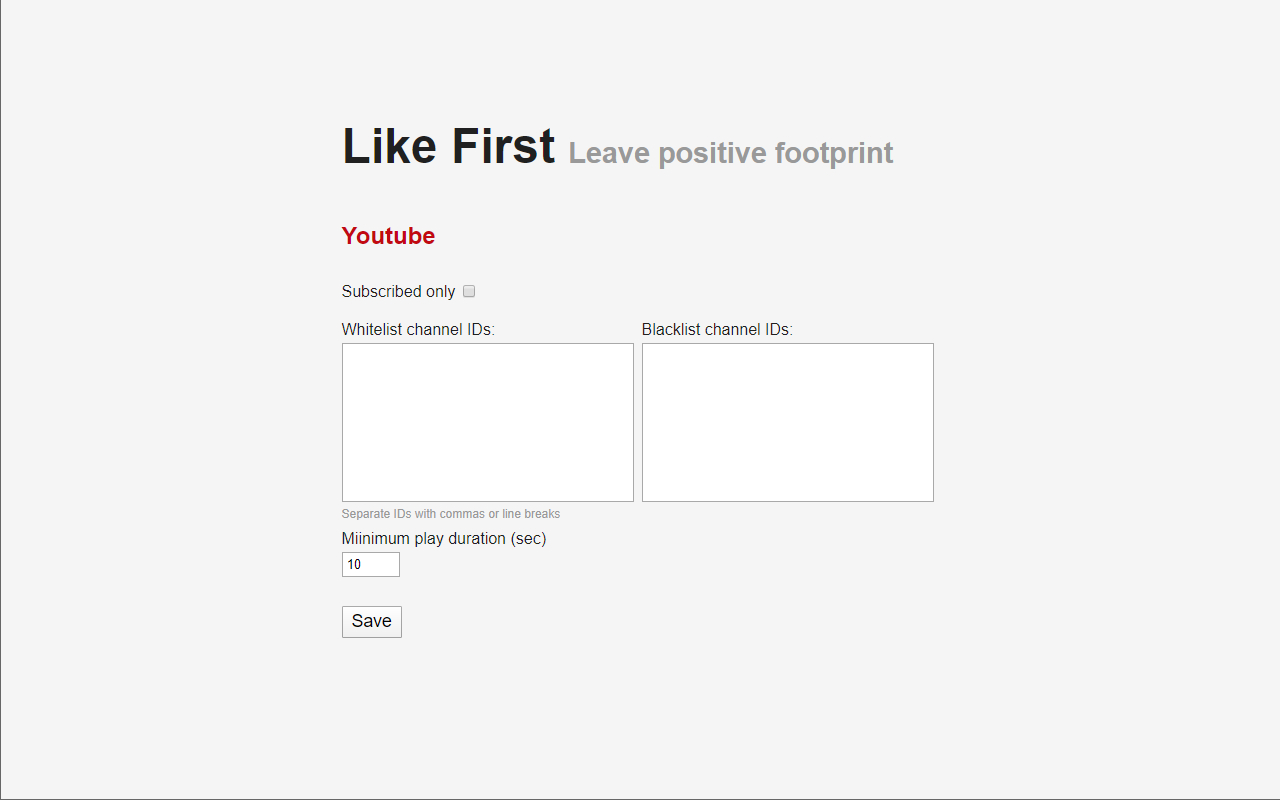 Like First Leave positive footprint
Youtube
Subscribed only
Whitelist channel IDs: Blacklist channel IDs:
Separate IDs with commas or line breaks
Miinimum play duration (sec)
10
Save